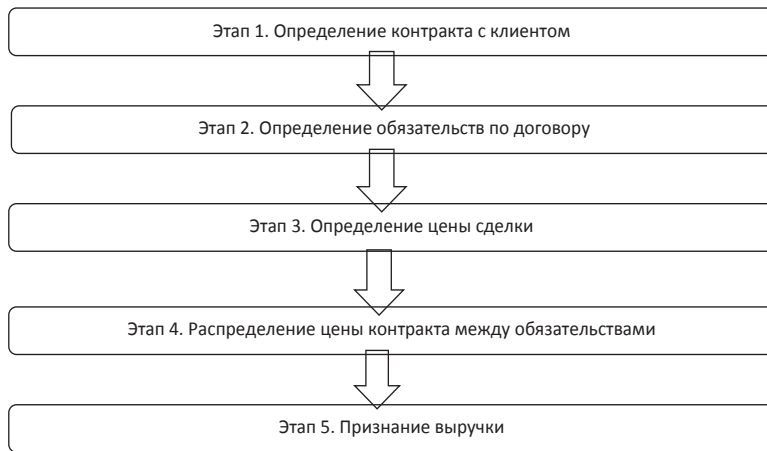 Этап 1. Определение контракта с клиентом
Этап 2. Определение обязательств по договору
Этап 3. Определение цены сделки
Этап 4. Распределение цены контракта между обязательствами
Этап 5. Признание выручки